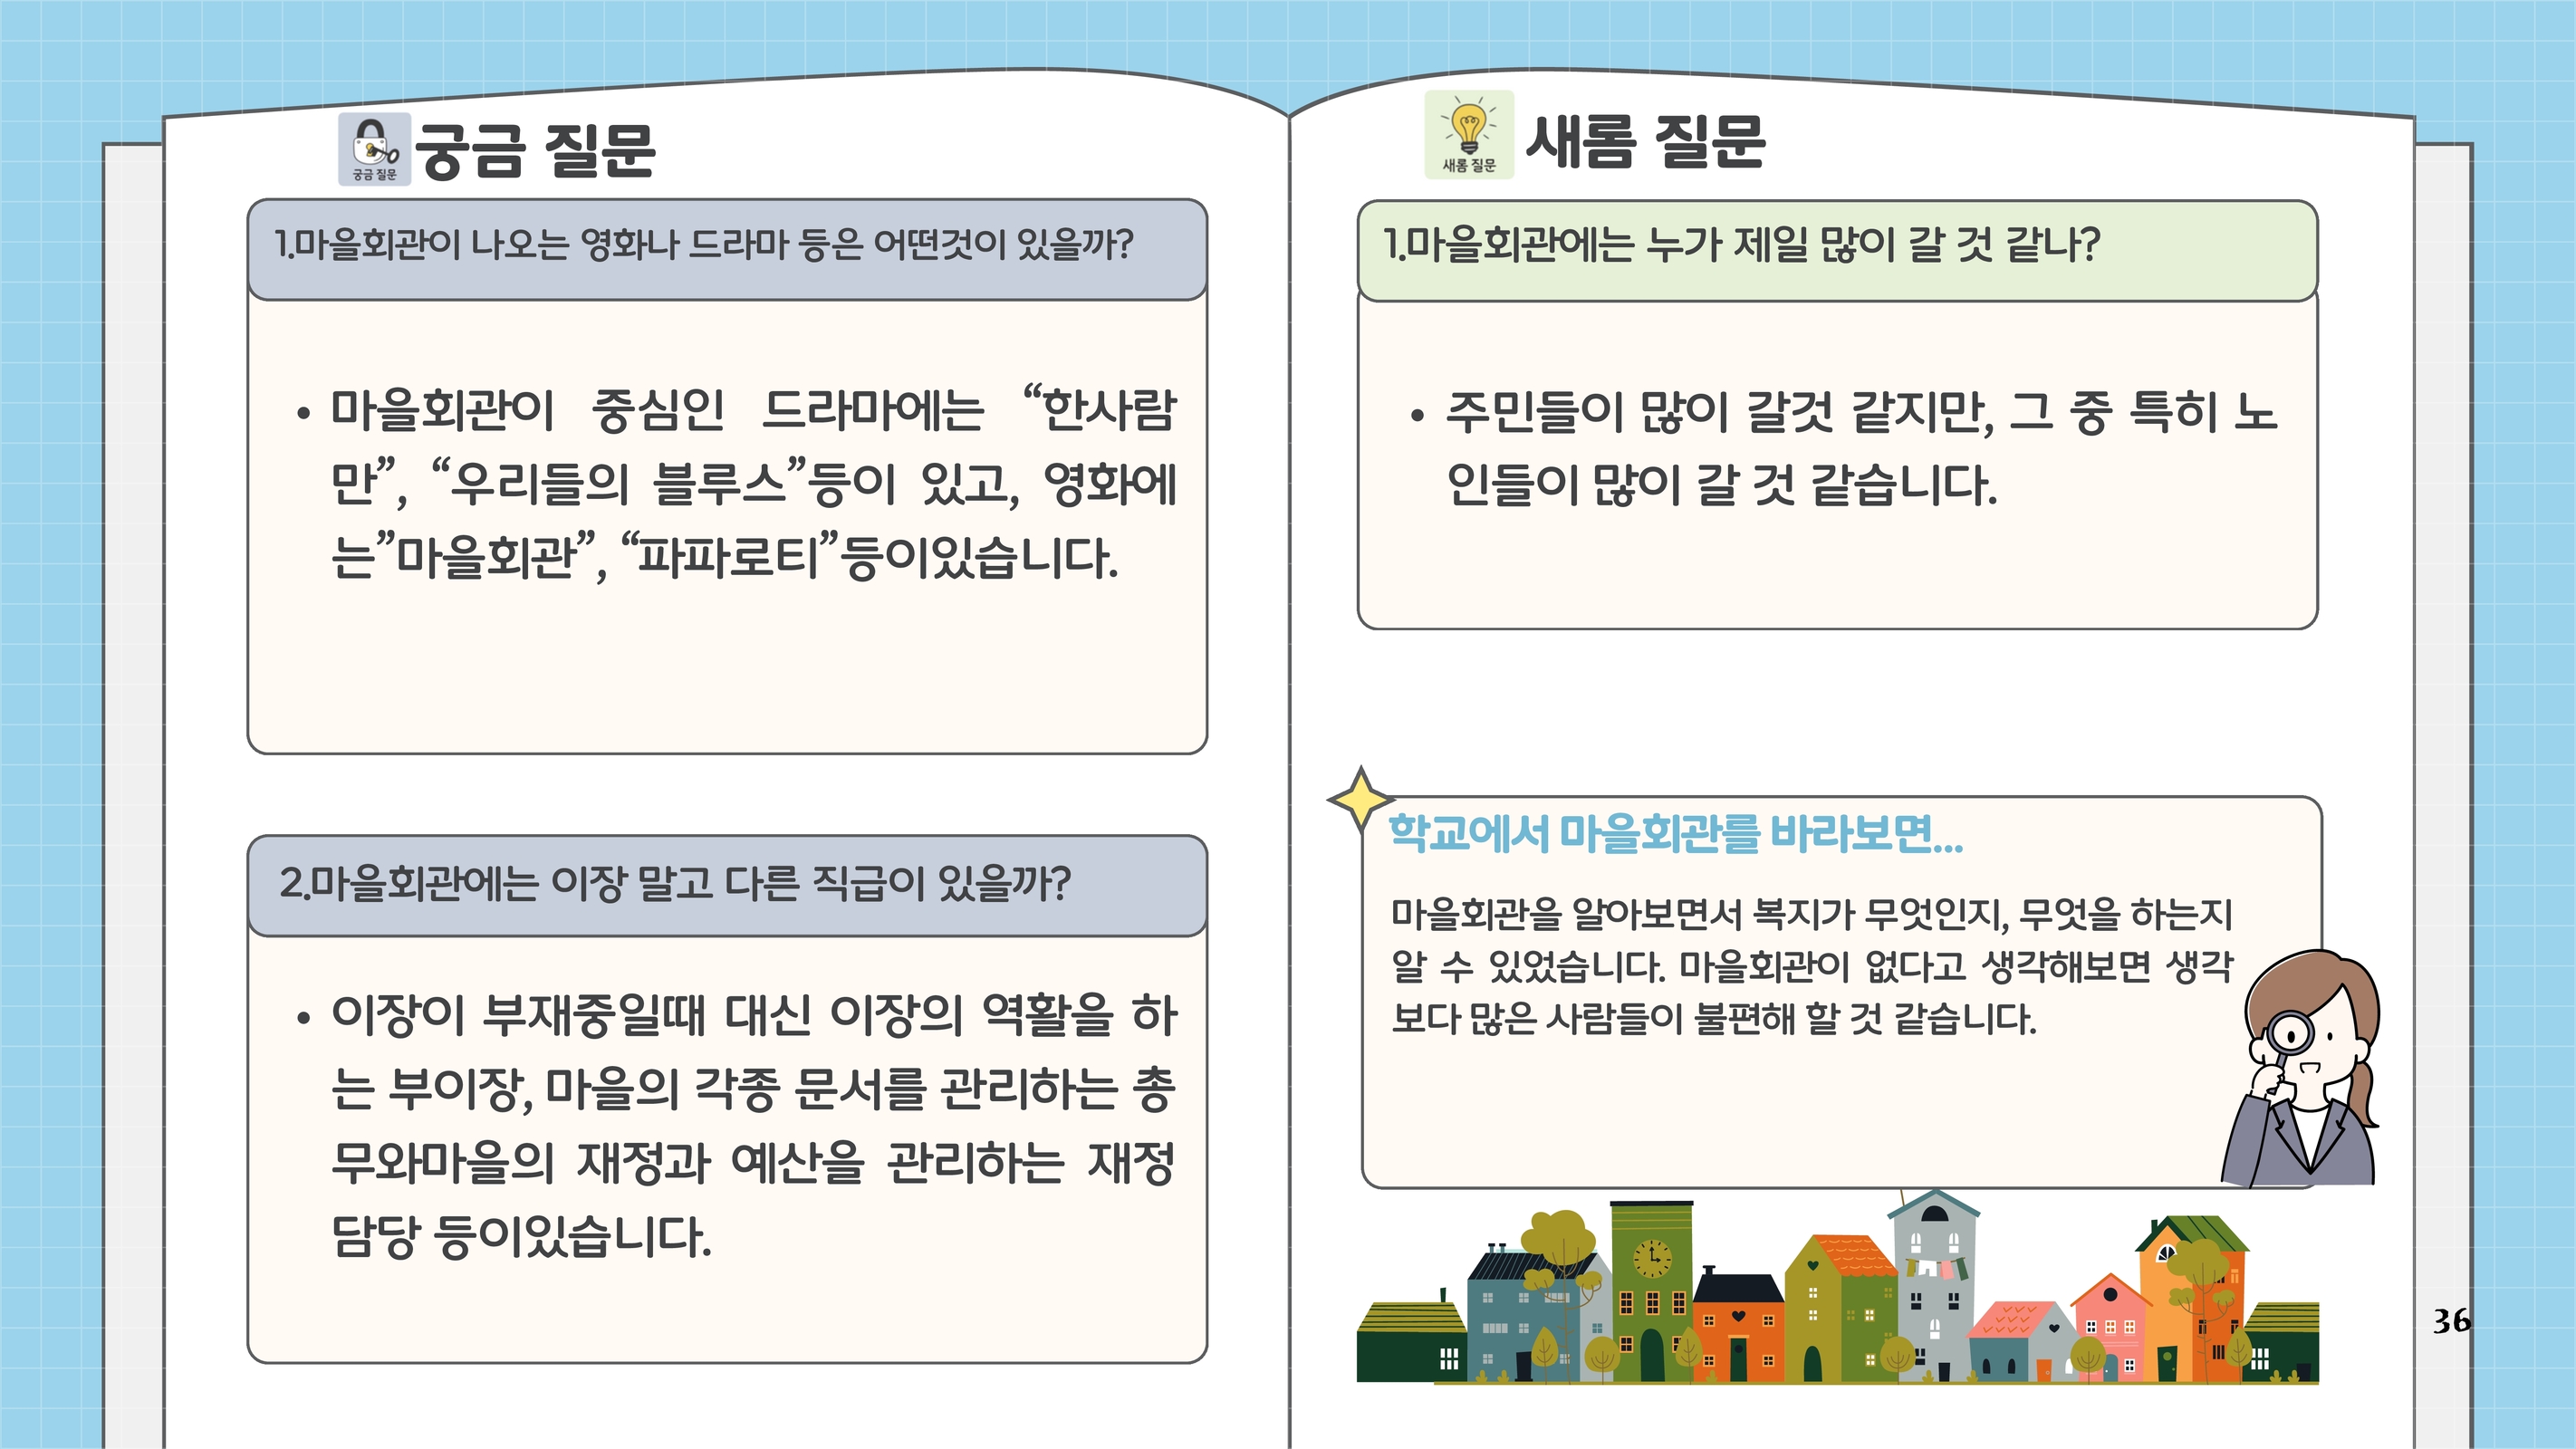 궁금 질문
궁금 질문
1.마을회관이 나오는 영화나 드라마 등은 어떤것이 있을까?
• 마을회관이 중심인 드라마에는 “한사람
만”, “우리들의 블루스”등이 있고, 영화에
는”마을회관”, “파파로티”등이있습니다.
2.마을회관에는 이장 말고 다른 직급이 있을까?
• 이장이 부재중일때 대신 이장의 역활을 하
는 부이장, 마을의 각종 문서를 관리하는 총
무와마을의 재정과 예산을 관리하는 재정
담당 등이있습니다.
새롬 질문
새롬 질문
1.마을회관에는 누가 제일 많이 갈 것 같나?
• 주민들이 많이 갈것 같지만, 그 중 특히 노
인들이 많이 갈 것 같습니다.
학교에서 마을회관를 바라보면...
마을회관을 알아보면서 복지가 무엇인지, 무엇을 하는지
알 수 있었습니다. 마을회관이 없다고 생각해보면 생각
보다 많은 사람들이 불편해 할 것 같습니다.
36